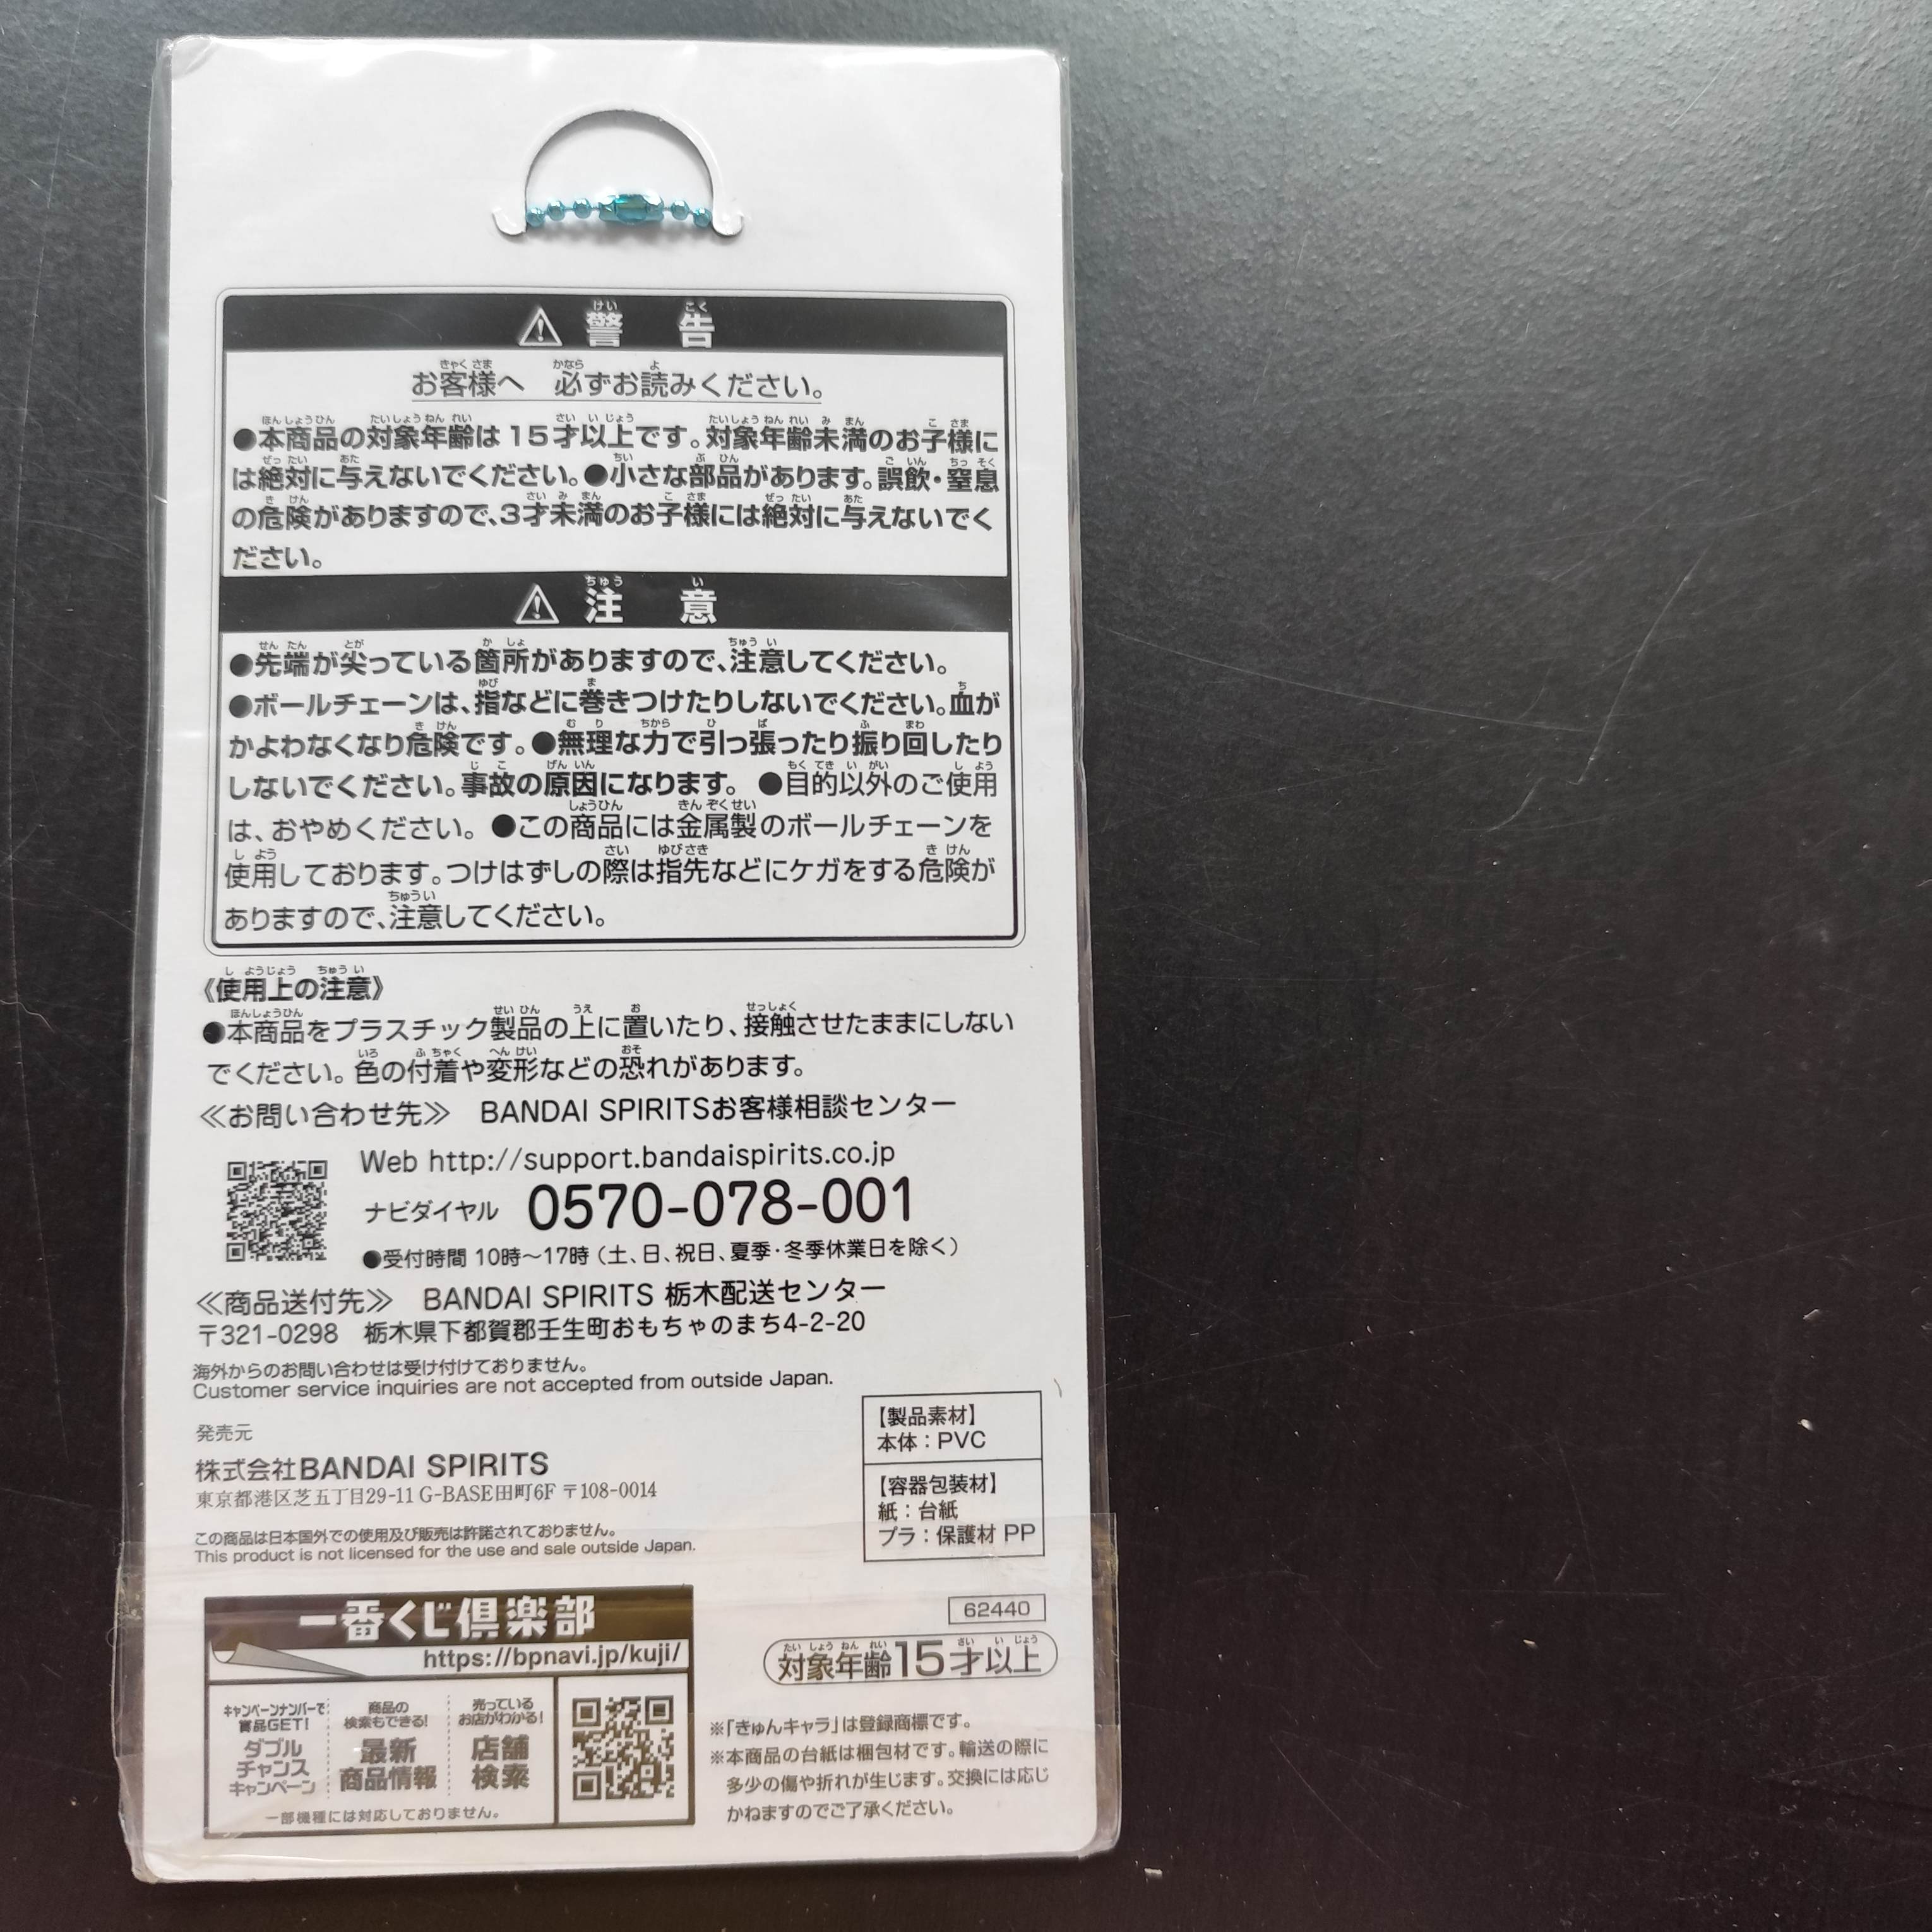 ⚠ 警告
お客様へ 必ずお読みください。
●本商品の対象年齢は15才以上です。対象年齢未満のお子様に
は絶対に与えないでください。●小さな部品があります。誤飲・窒息
の危険がありますので、3才未満のお子様には絶対に与えないでく
ださい。
⚠ 注意
●先端が尖っている箇所がありますので、注意してください。
●ボールチェーンは、指などに巻きつけたりしないでください。血が
かよわなくなり危険です。●無理な力で引っ張ったり振り回したり
しないでください。事故の原因になります。●目的以外のご使用
は、おやめください。●この商品には金属製のボールチェーンを
使用しております。つけはずしの際は指先などにケガをする危険が
ありますので、注意してください。
《使用上の注意》
●本商品をプラスチック製品の上に置いたり、接触させたままにしない
でください。色の付着や変形などの恐れがあります。
≪お問い合わせ先≫ BANDAI SPIRITSお客様相談センター
Web http://support.bandaispirits.co.jp
ナビダイヤル 0570-078-001
●受付時間 10時～17時（土、日、祝日、夏季・冬季休業日を除く）
≪商品送付先≫ BANDAI SPIRITS 栃木配送センター
〒321-0298 栃木県下都賀郡壬生町おもちゃのまち4-2-20
海外からのお問い合わせは受け付けておりません。
Customer service inquiries are not accepted from outside Japan.
発売元
株式会社BANDAI SPIRITS
東京都港区芝五丁目29-11 G-BASE田町6F 〒108-0014
この商品は日本国外での使用及び販売は許諾されておりません。
This product is not licensed for the use and sale outside Japan.
【製品素材】
本体：PVC
【容器包装材】
紙：台紙
プラ：保護材 PP
一番くじ倶楽部
https://bpnavi.jp/kuji/
キャンペーンナンバーで
賞品GET!
ダブル
チャンス
キャンペーン
商品の
検索もできる!
最新
商品情報
売っている
お店がわかる!
店舗
検索
一部機種には対応しておりません。
62440
対象年齢15才以上
※「きゅんキャラ」は登録商標です。
※本商品の台紙は梱包材です。輸送の際に
多少の傷や折れが生じます。交換には応じ
かねますのでご了承ください。